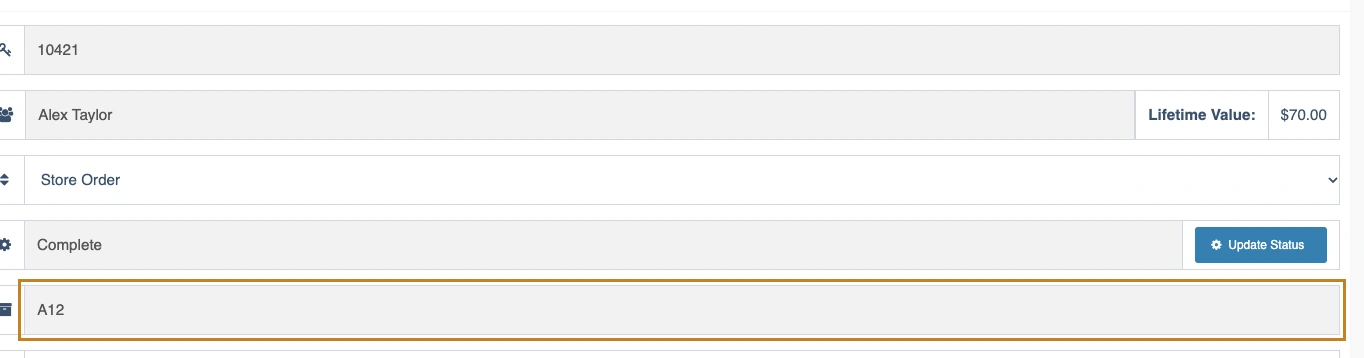 10421
Alex Taylor Lifetime Value: $70.00
Store Order
Complete Update Status
A12